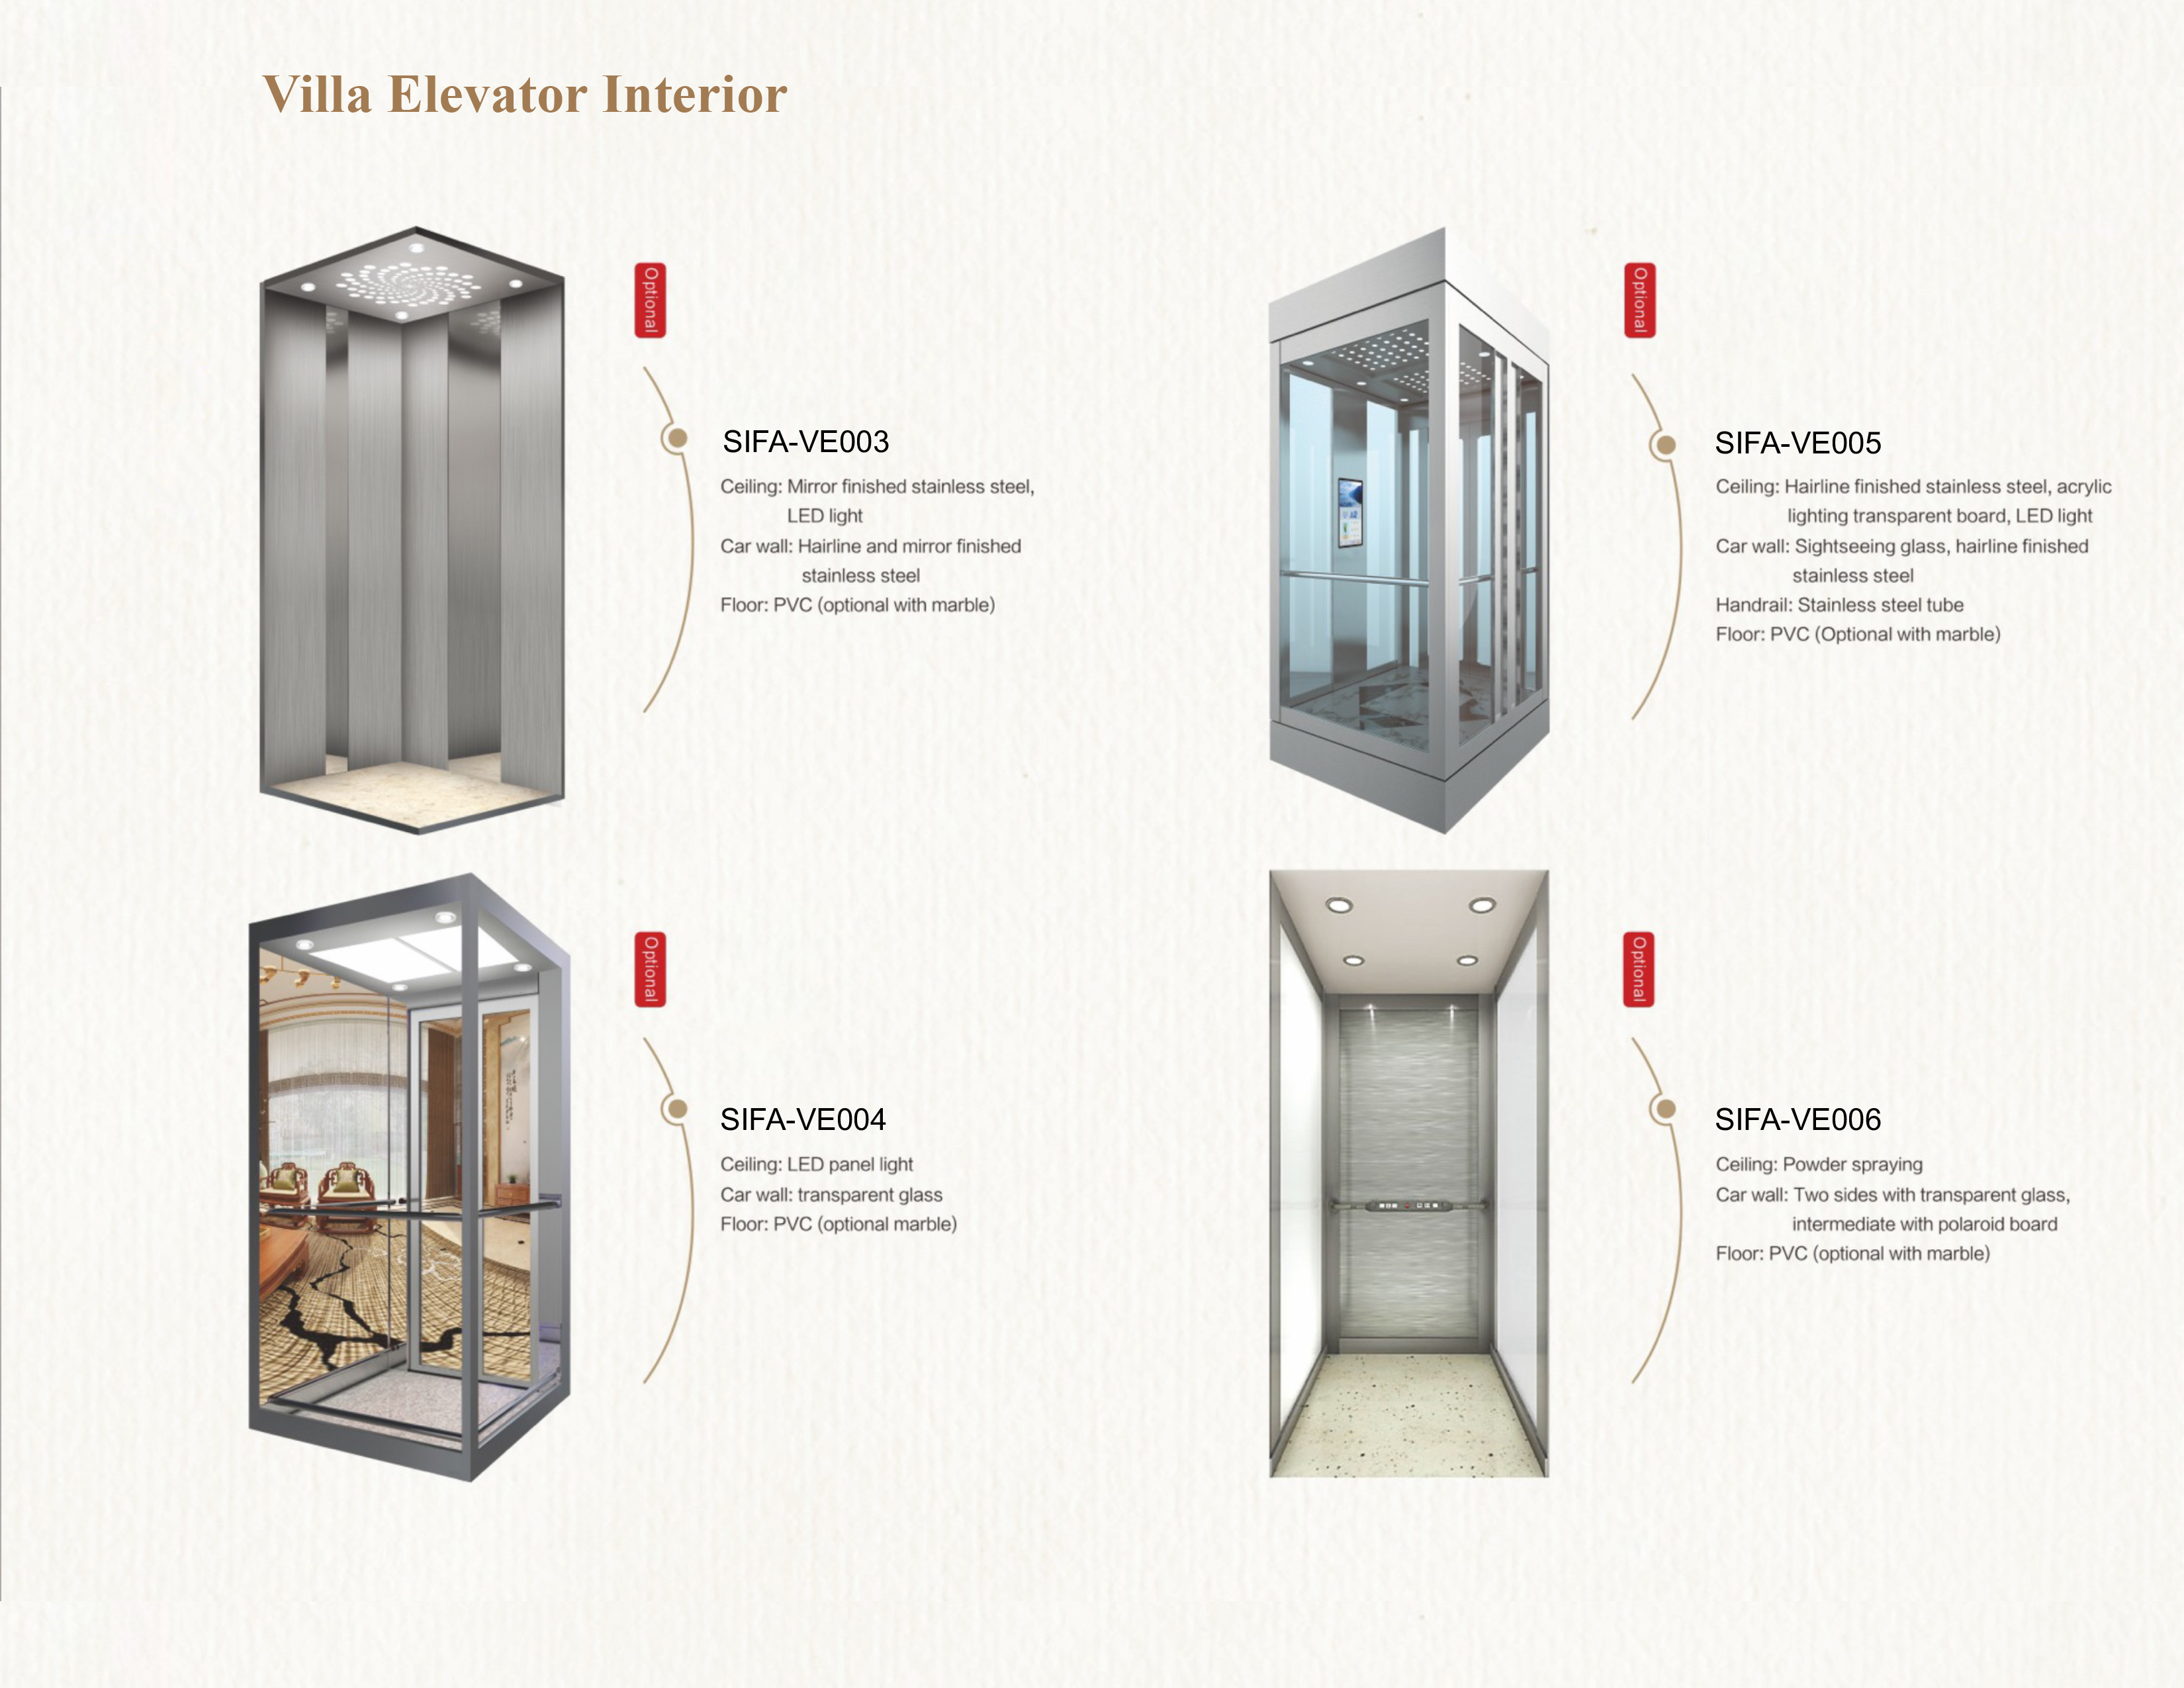 Villa Elevator Interior
Optional
SIFA-VE003
Ceiling: Mirror finished stainless steel,
LED light
Car wall: Hairline and mirror finished
stainless steel
Floor: PVC (optional with marble)
Optional
SIFA-VE005
Ceiling: Hairline finished stainless steel, acrylic
lighting transparent board, LED light
Car wall: Sightseeing glass, hairline finished
stainless steel
Handrail: Stainless steel tube
Floor: PVC (Optional with marble)
Optional
SIFA-VE004
Ceiling: LED panel light
Car wall: transparent glass
Floor: PVC (optional marble)
Optional
SIFA-VE006
Ceiling: Powder spraying
Car wall: Two sides with transparent glass,
intermediate with polaroid board
Floor: PVC (optional with marble)